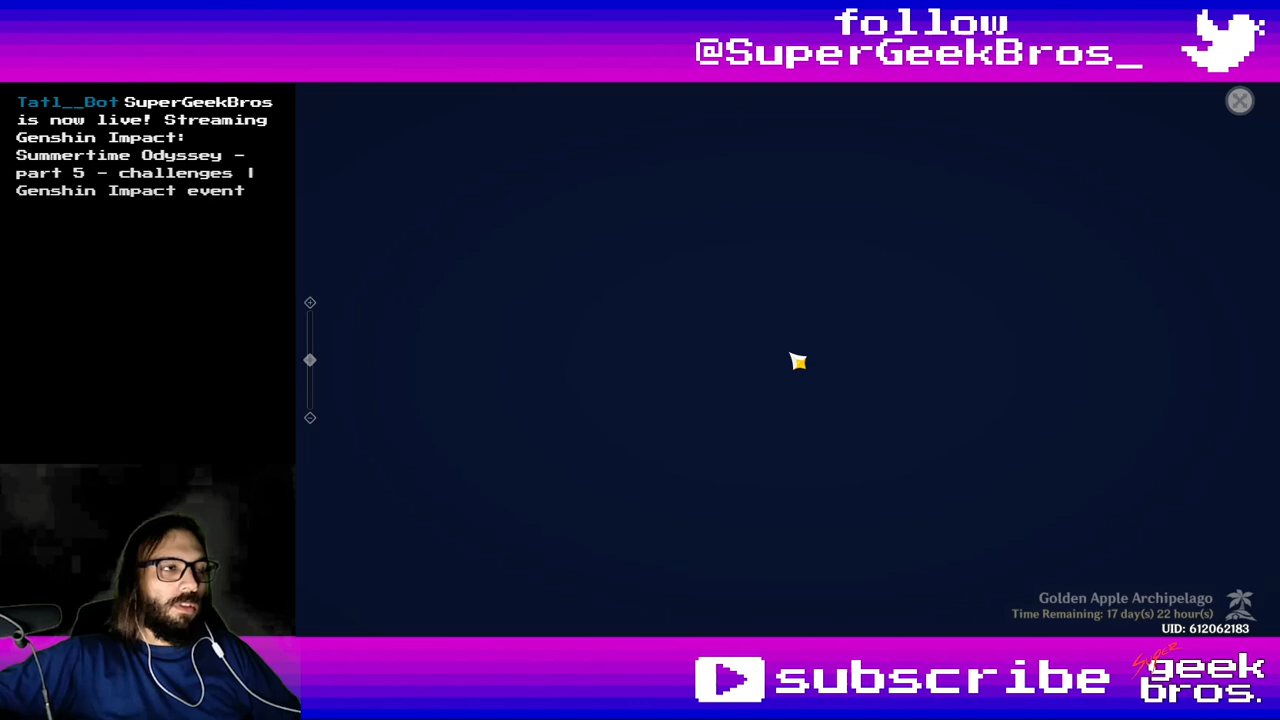 follow
@SuperGeekBros_
Tatl__Bot SuperGeekBros
is now live! Streaming
Genshin Impact:
Summertime Odyssey -
part 5 - challenges |
Genshin Impact event
Golden Apple Archipelago
Time Remaining: 17 day(s) 22 hour(s)
UID: 612062183
subscribe
super
geek
bros.